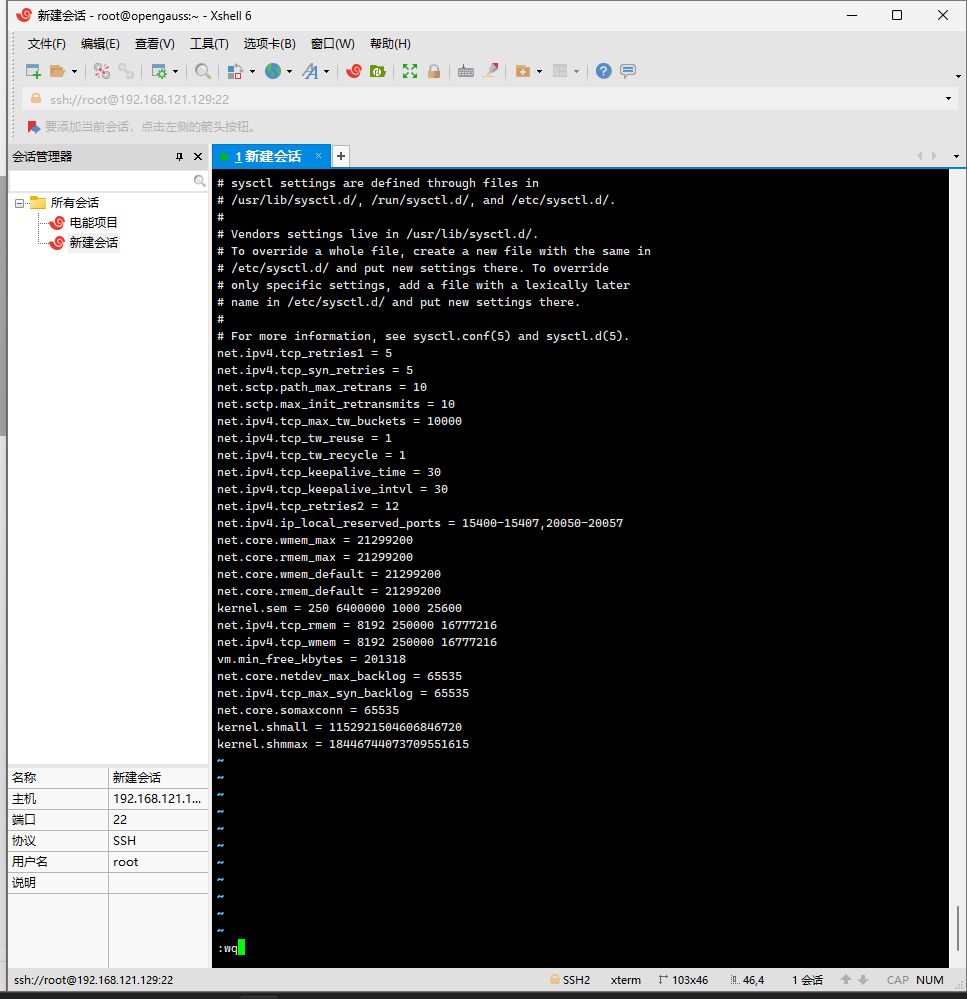 新建会话 - root@opengauss:~ - Xshell 6
文件(F) 编辑(E) 查看(V) 工具(T) 选项卡(B) 窗口(W) 帮助(H)
ssh://root@192.168.121.129:22
要添加当前会话，点击左侧的箭头按钮。
会话管理器
1 新建会话
所有会话
电能项目
新建会话
# sysctl settings are defined through files in
# /usr/lib/sysctl.d/, /run/sysctl.d/, and /etc/sysctl.d/.
#
# Vendors settings live in /usr/lib/sysctl.d/.
# To override a whole file, create a new file with the same in
# /etc/sysctl.d/ and put new settings there. To override
# only specific settings, add a file with a lexically later
# name in /etc/sysctl.d/ and put new settings there.
#
# For more information, see sysctl.conf(5) and sysctl.d(5).
net.ipv4.tcp_retries1 = 5
net.ipv4.tcp_syn_retries = 5
net.sctp.path_max_retrans = 10
net.sctp.max_init_retransmits = 10
net.ipv4.tcp_max_tw_buckets = 10000
net.ipv4.tcp_tw_reuse = 1
net.ipv4.tcp_tw_recycle = 1
net.ipv4.tcp_keepalive_time = 30
net.ipv4.tcp_keepalive_intvl = 30
net.ipv4.tcp_retries2 = 12
net.ipv4.ip_local_reserved_ports = 15400-15407,20050-20057
net.core.wmem_max = 21299200
net.core.rmem_max = 21299200
net.core.wmem_default = 21299200
net.core.rmem_default = 21299200
kernel.sem = 250 6400000 1000 25600
net.ipv4.tcp_rmem = 8192 250000 16777216
net.ipv4.tcp_wmem = 8192 250000 16777216
vm.min_free_kbytes = 201318
net.core.netdev_max_backlog = 65535
net.ipv4.tcp_max_syn_backlog = 65535
net.core.somaxconn = 65535
kernel.shmall = 1152921504606846720
kernel.shmmax = 18446744073709551615
~
~
~
~
~
~
~
~
~
~
~
:wq
名称 新建会话
主机 192.168.121.1...
端口 22
协议 SSH
用户名 root
说明
ssh://root@192.168.121.129:22 SSH2 xterm 103x46 46,4 1 会话 CAP NUM